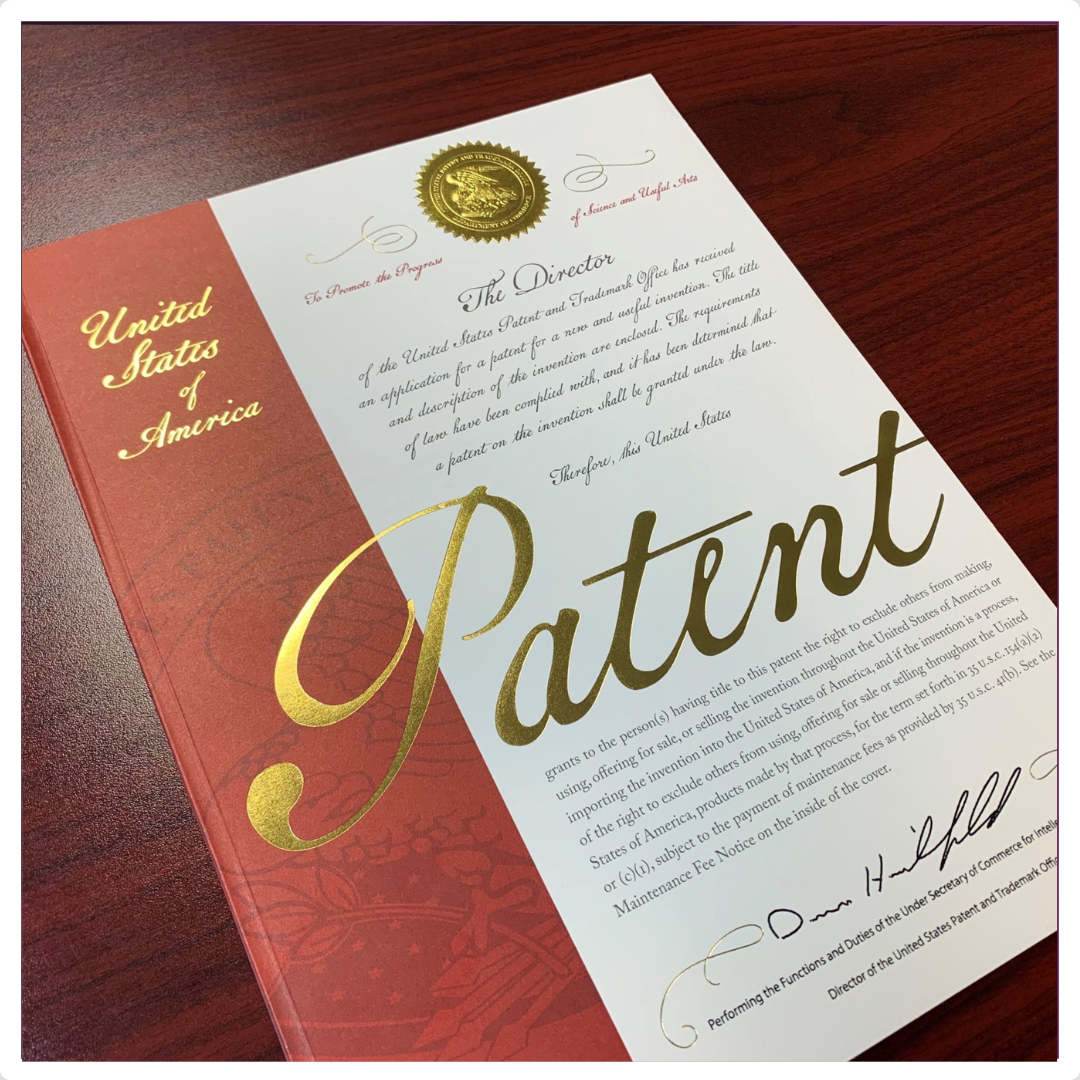 UNITED STATES PATENT AND TRADEMARK OFFICE
DEPARTMENT OF COMMERCE
To Promote the Progress
of Science and Useful Arts
United
States
of
America
The Director
of the United States Patent and Trademark Office has received
an application for a patent for a new and useful invention. The title
and description of the invention are enclosed. The requirements
of law have been complied with, and it has been determined that
a patent on the invention shall be granted under the law.
Therefore, this United States
Patent
grants to the person(s) having title to this patent the right to exclude others from making,
using, offering for sale, or selling the invention throughout the United States of America or
importing the invention into the United States of America, and if the invention is a process,
of the right to exclude others from using, offering for sale or selling throughout the United
States of America, products made by that process, for the term set forth in 35 U.S.C. 154(a)(2)
or (c)(1), subject to the payment of maintenance fees as provided by 35 U.S.C. 41(b). See the
Maintenance Fee Notice on the inside of the cover.
Performing the Functions and Duties of the Under Secretary of Commerce for
Director of the United States Patent and Trademark